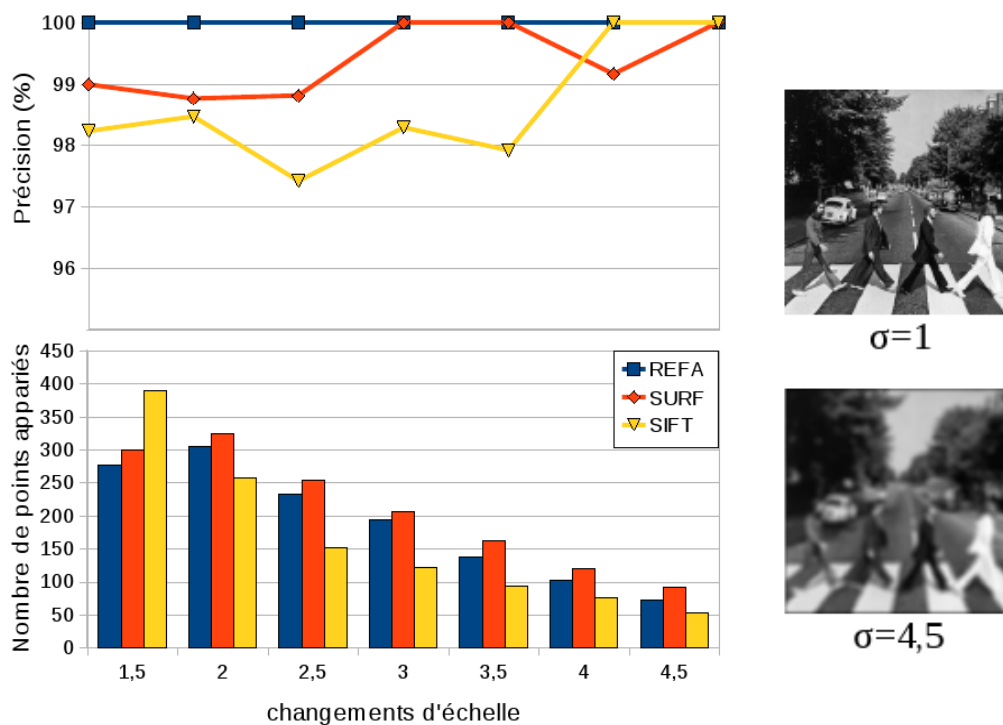 Précision (%)
100
99
98
97
96
Nombre de points appariés
450
400
350
300
250
200
150
100
50
0
REFA
SURF
SIFT
1,5 2 2,5 3 3,5 4 4,5
changements d'échelle
σ=1
σ=4,5